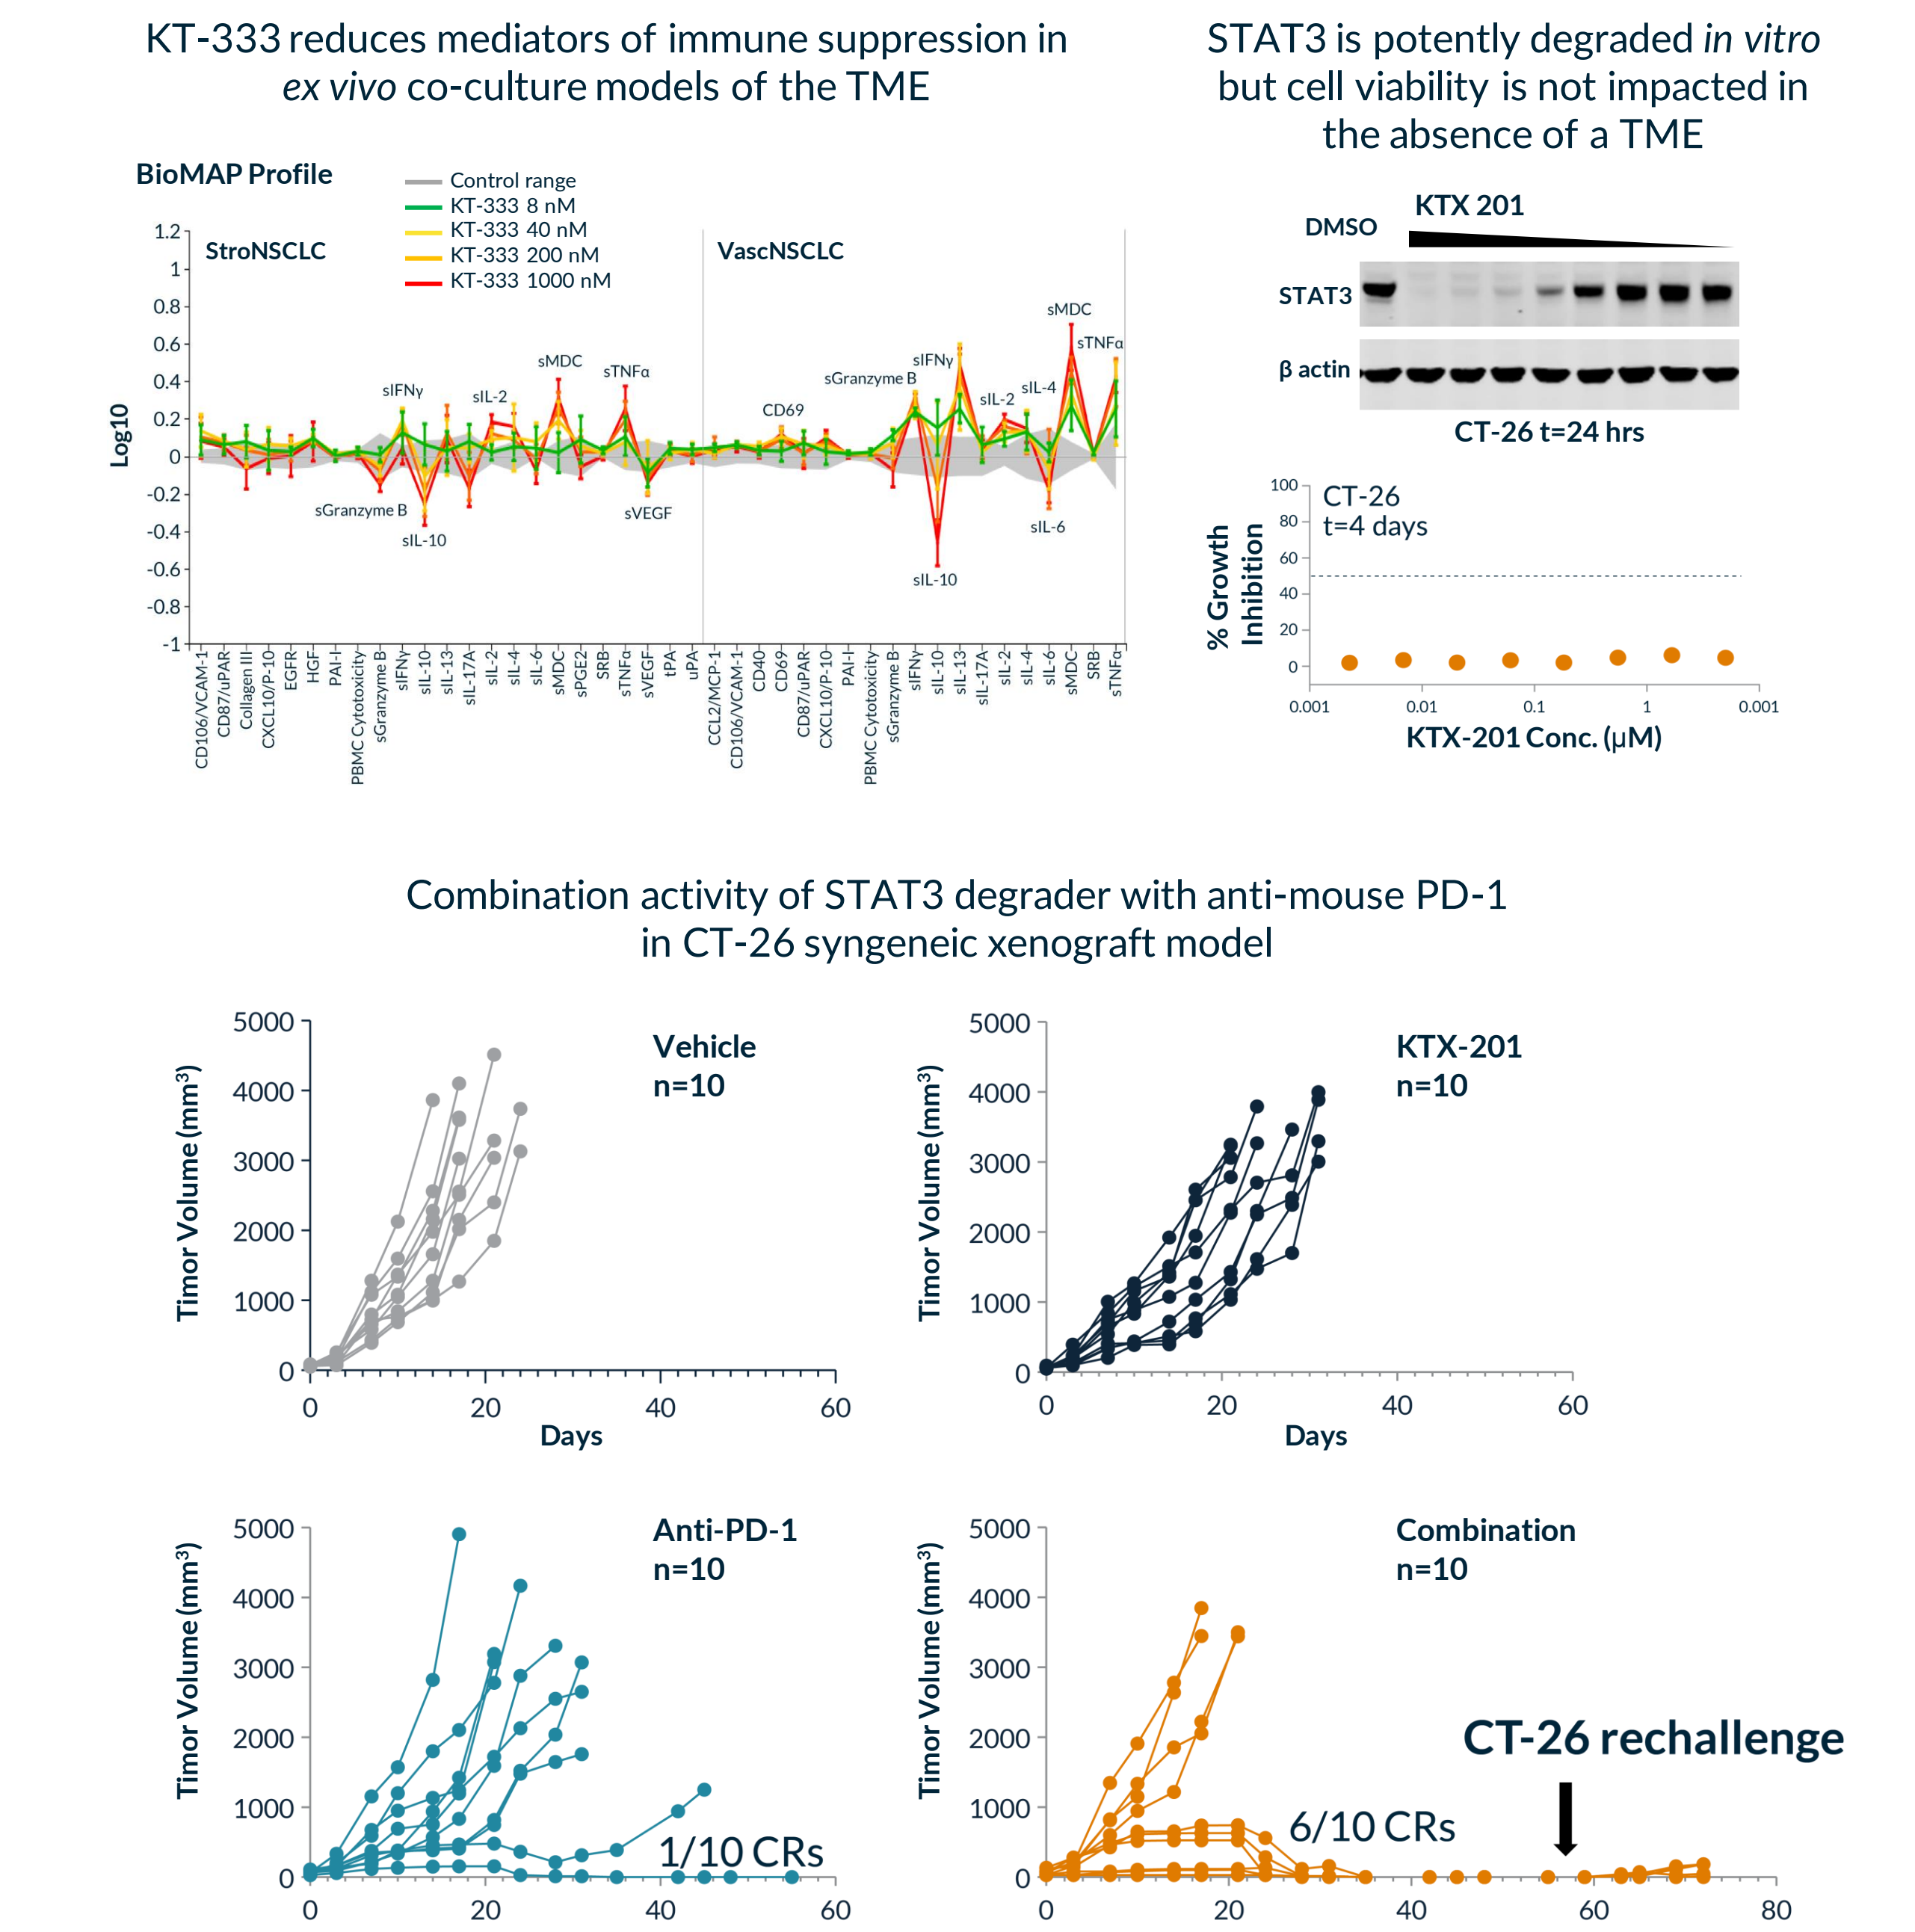 KT-333 reduces mediators of immune suppression in
ex vivo co-culture models of the TME
STAT3 is potently degraded in vitro
but cell viability is not impacted in
the absence of a TME
BioMAP Profile
Control range
KT-333 8 nM
KT-333 40 nM
KT-333 200 nM
KT-333 1000 nM
StroNSCLC
VascNSCLC
Log10
1.2
1
0.8
0.6
0.4
0.2
0
-0.2
-0.4
-0.6
-0.8
-1
sGranzyme B
sIFNγ
sIL-10
sIL-2
sMDC
sTNFα
sVEGF
CD69
sGranzyme B
sIFNγ
sIL-10
sIL-2
sIL-4
sIL-6
sMDC
sTNFα
CD106/VCAM-1
CD87/uPAR
Collagen III
CXCL10/P-10
EGFR
HGF
PAI-I
PBMC Cytotoxicity
sGranzyme B
sIFNγ
sIL-10
sIL-13
sIL-17A
sIL-2
sIL-4
sIL-6
sMDC
sPGE2
SRB
sTNFα
sVEGF
tPA
uPA
CCL2/MCP-1
CD106/VCAM-1
CD40
CD69
CD87/uPAR
CXCL10/P-10
PAI-I
PBMC Cytotoxicity
sGranzyme B
sIFNγ
sIL-10
sIL-13
sIL-17A
sIL-2
sIL-4
sIL-6
sMDC
SRB
sTNFα
KTX 201
DMSO
STAT3
β actin
CT-26 t=24 hrs
% Growth
Inhibition
100
80
60
40
20
0
CT-26
t=4 days
0.001 0.01 0.1 1 0.001
KTX-201 Conc. (μM)
Combination activity of STAT3 degrader with anti-mouse PD-1
in CT-26 syngeneic xenograft model
Timor Volume (mm³)
5000
4000
3000
2000
1000
0
Vehicle
n=10
0 20 40 60
Days
Timor Volume (mm³)
5000
4000
3000
2000
1000
0
KTX-201
n=10
0 20 40 60
Days
Timor Volume (mm³)
5000
4000
3000
2000
1000
0
Anti-PD-1
n=10
1/10 CRs
0 20 40 60
Timor Volume (mm³)
5000
4000
3000
2000
1000
0
Combination
n=10
CT-26 rechallenge
6/10 CRs
0 20 40 60 80